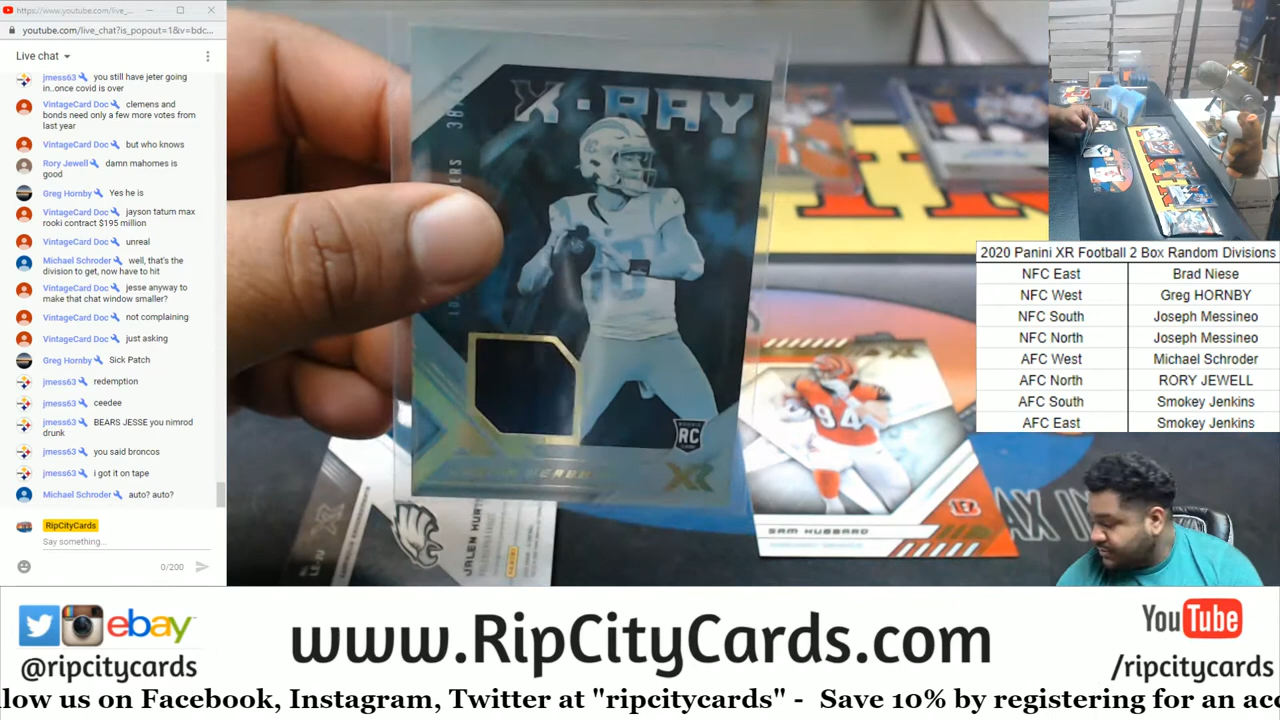 https://www.youtube.com/live_...
youtube.com/live_chat?is_popout=1&v=bdc...
Live chat
jmess63 you still have jeter going
in..once covid is over
VintageCard Doc clemens and
bonds need only a few more votes from
last year
VintageCard Doc but who knows
Rory Jewell damn mahomes is
good
Greg Hornby Yes he is
VintageCard Doc jayson tatum max
rooki contract $195 million
VintageCard Doc unreal
Michael Schroder well, that's the
division to get, now have to hit
VintageCard Doc jesse anyway to
make that chat window smaller?
VintageCard Doc not complaining
VintageCard Doc just asking
Greg Hornby Sick Patch
jmess63 redemption
jmess63 ceedee
jmess63 BEARS JESSE you nimrod
drunk
jmess63 you said broncos
jmess63 i got it on tape
Michael Schroder auto? auto?
RipCityCards
Say something...
0/200
X·RAY
10
RC
XR
JALEN HURT
94
SAM HUBBARD
2020 Panini XR Football 2 Box Random Divisions
NFC East Brad Niese
NFC West Greg HORNBY
NFC South Joseph Messineo
NFC North Joseph Messineo
AFC West Michael Schroder
AFC North RORY JEWELL
AFC South Smokey Jenkins
AFC East Smokey Jenkins
ebay
@ripcitycards
www.RipCityCards.com
YouTube
/ripcitycards
llow us on Facebook, Instagram, Twitter at "ripcitycards" - Save 10% by registering for an acc